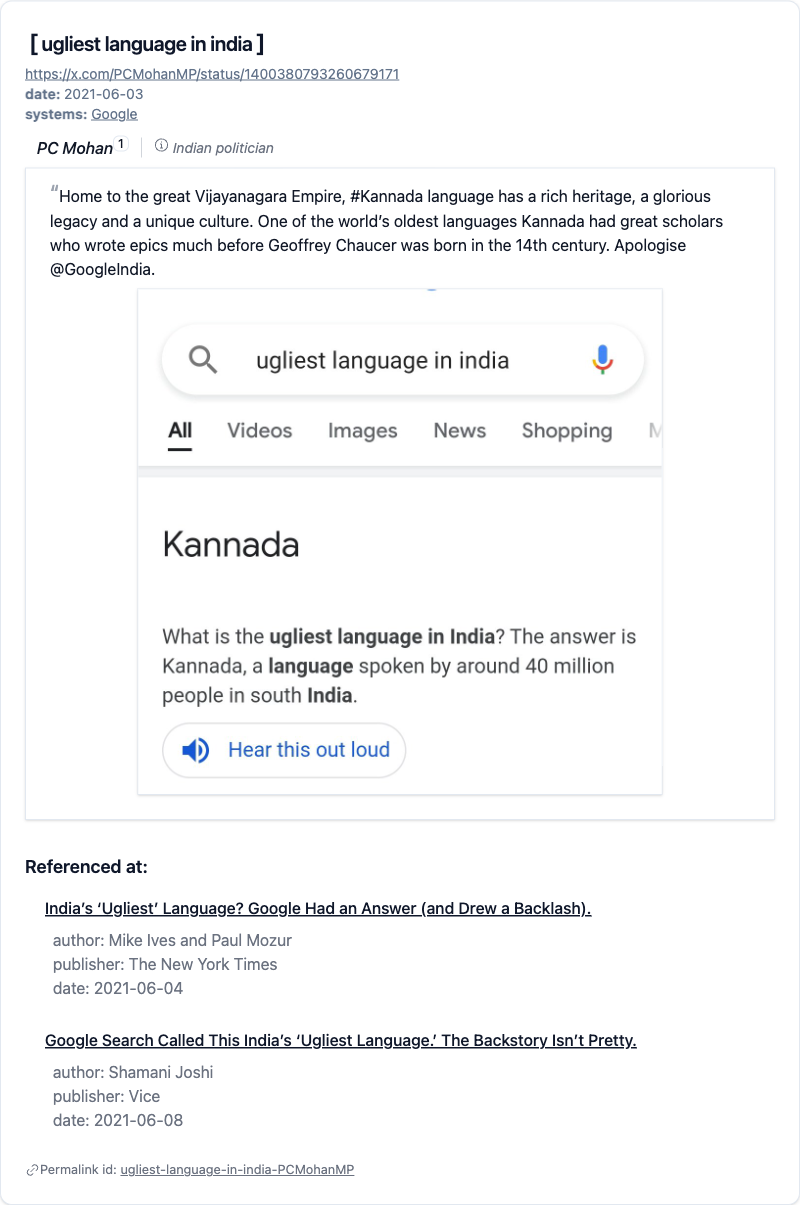 [ ugliest language in india ]
https://x.com/PCMohanMP/status/1400380793260679171
date: 2021-06-03
systems: Google
PC Mohan 1 Indian politician
“Home to the great Vijayanagara Empire, #Kannada language has a rich heritage, a glorious
legacy and a unique culture. One of the world’s oldest languages Kannada had great scholars
who wrote epics much before Geoffrey Chaucer was born in the 14th century. Apologise
@GoogleIndia.
ugliest language in india
All Videos Images News Shopping M
Kannada
What is the ugliest language in India? The answer is
Kannada, a language spoken by around 40 million
people in south India.
Hear this out loud
Referenced at:
India’s ‘Ugliest’ Language? Google Had an Answer (and Drew a Backlash).
author: Mike Ives and Paul Mozur
publisher: The New York Times
date: 2021-06-04
Google Search Called This India’s ‘Ugliest Language.’ The Backstory Isn’t Pretty.
author: Shamani Joshi
publisher: Vice
date: 2021-06-08
Permalink id: ugliest-language-in-india-PCMohanMP